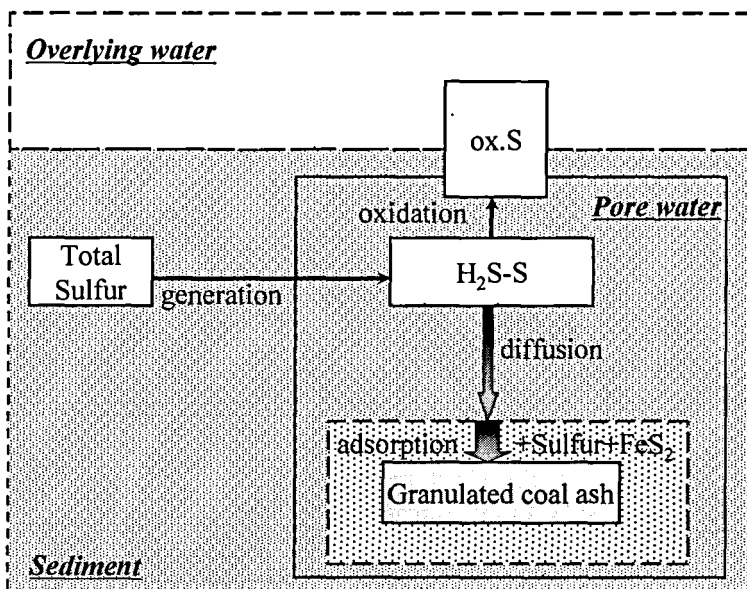 Overlying water
ox.S
oxidation
Pore water
Total
Sulfur
generation
H₂S-S
diffusion
adsorption
+Sulfur+FeS₂
Granulated coal ash
Sediment